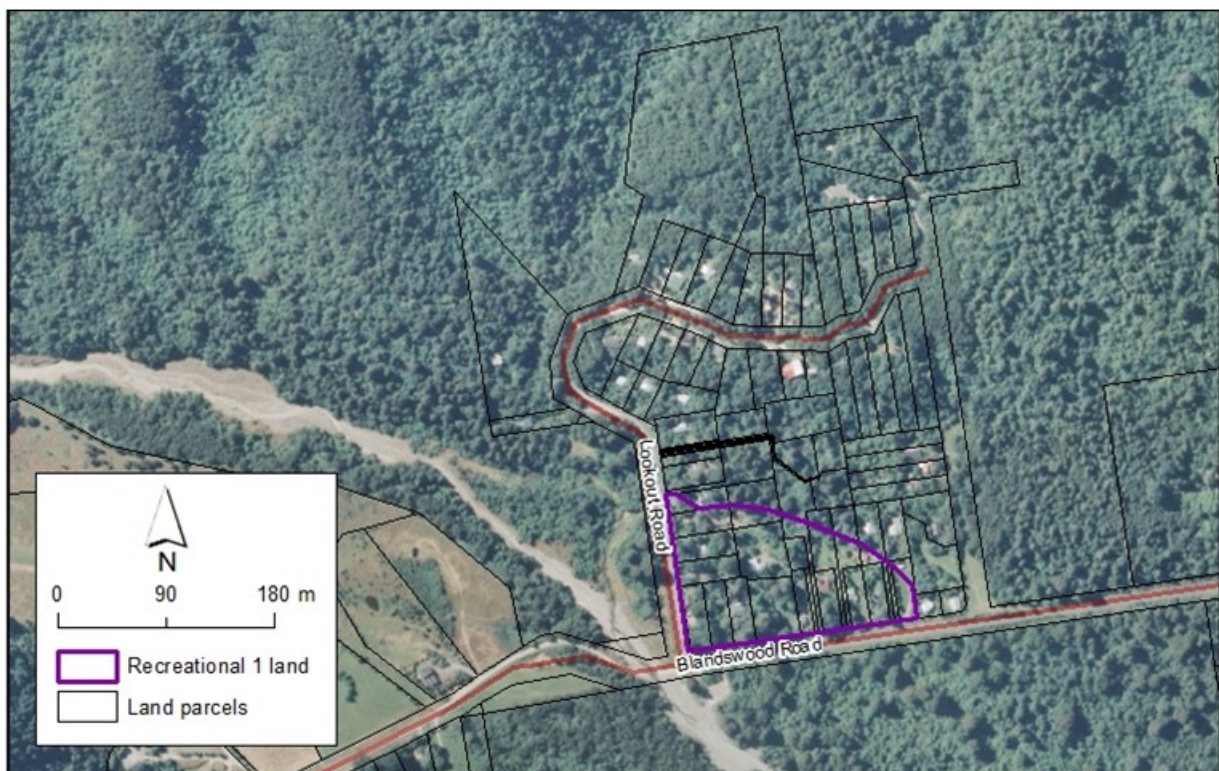 Lookout Road
Blandswood Road
N
0 90 180 m
Recreational 1 land
Land parcels